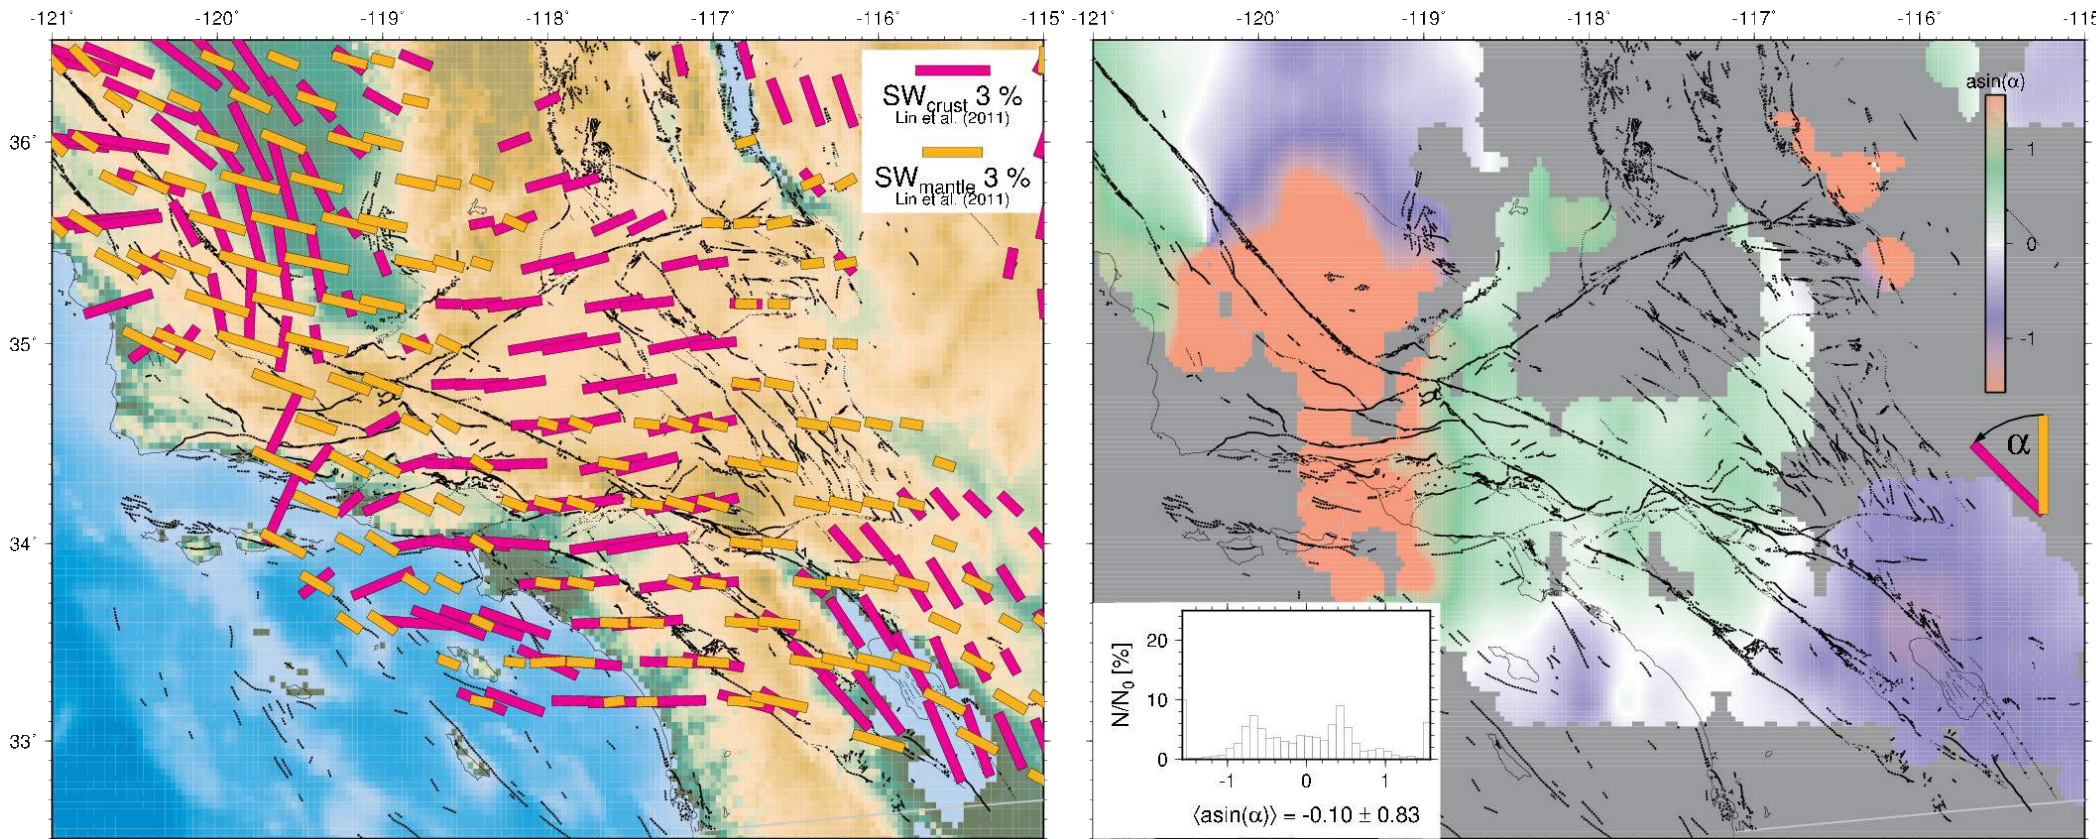 -121° -120° -119° -118° -117° -116° -115°
36°
35°
34°
33°
SWcrust 3 %
Lin et al. (2011)
SWmantle 3 %
Lin et al. (2011)
-121° -120° -119° -118° -117° -116° -115
asin(α)
1
0
-1
α
N/N0 [%]
20
10
0
-1 0 1
⟨asin(α)⟩ = -0.10 ± 0.83